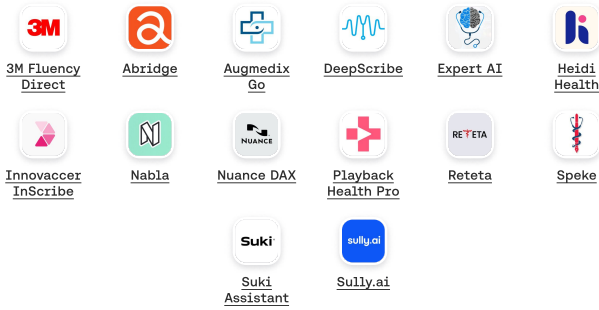 3M
3M Fluency
Direct
Abridge
Augmedix
Go
DeepScribe
Expert AI
Heidi
Health
Innovaccer
InScribe
Nabla
NUANCE
Nuance DAX
Playback
Health Pro
RETETA
Reteta
Speke
Suki
Suki
Assistant
sully.ai
Sully.ai